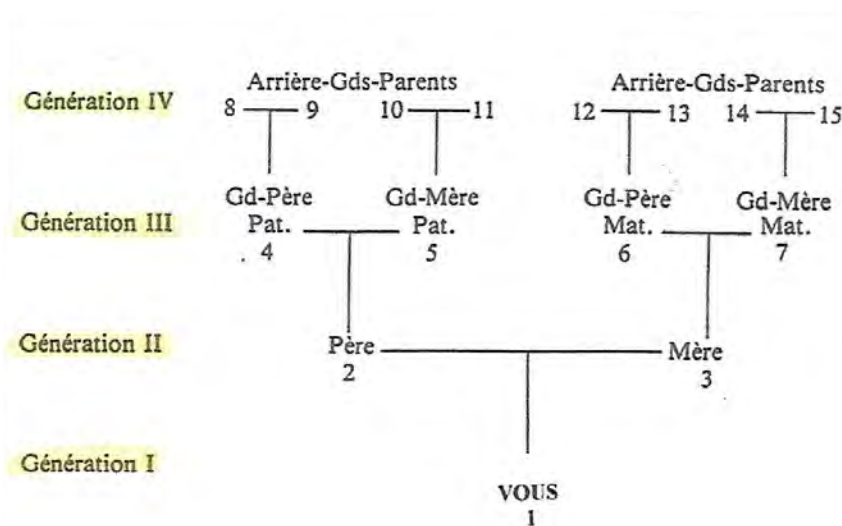 Arrière-Gds-Parents Arrière-Gds-Parents
Génération IV 8 9 10 11 12 13 14 15
Gd-Père Gd-Mère Gd-Père Gd-Mère
Génération III Pat. Pat. Mat. Mat.
4 5 6 7
Génération II Père Mère
2 3
Génération I
VOUS
1